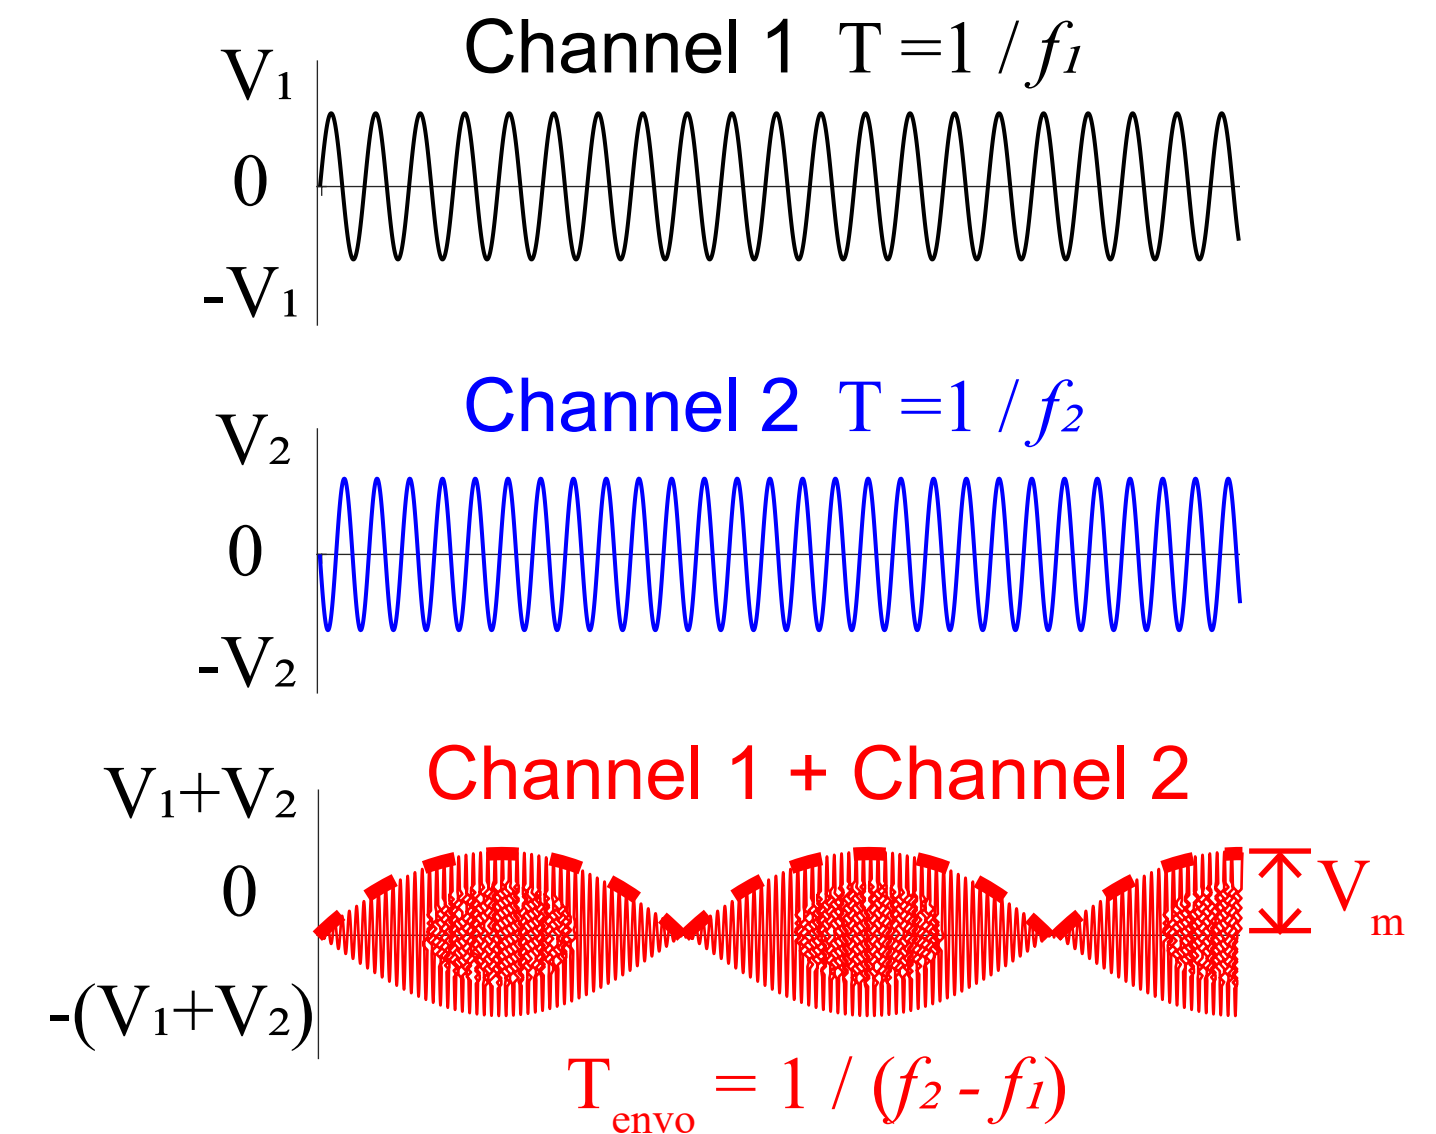 Channel 1 T =1 / f₁
V₁
0
-V₁
Channel 2 T =1 / f₂
V₂
0
-V₂
Channel 1 + Channel 2
V₁+V₂
0
-(V₁+V₂)
Vₘ
Tₑₙᵥₒ = 1 / (f₂ - f₁)